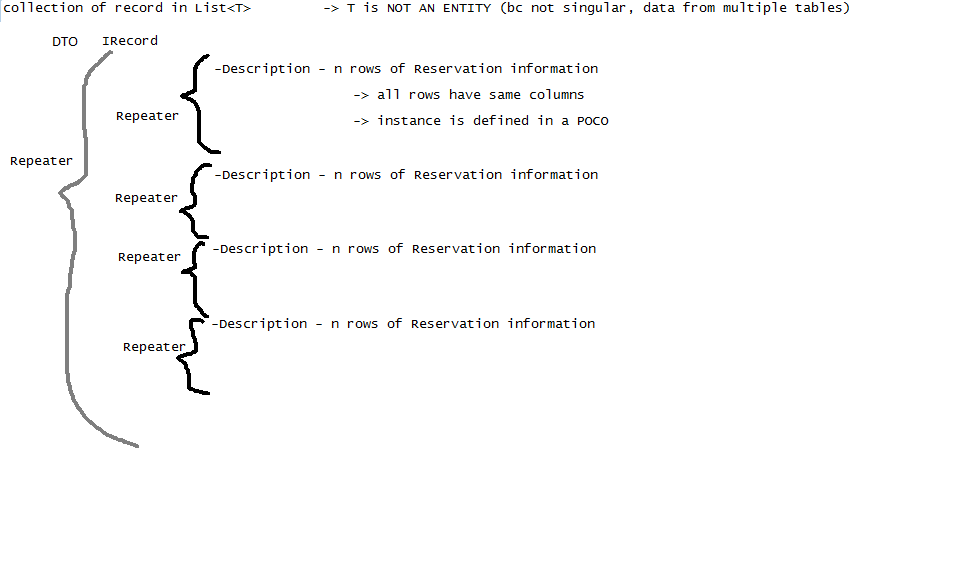 collection of record in List<T> -> T is NOT AN ENTITY (bc not singular, data from multiple tables)
DTO IRecord
-Description - n rows of Reservation information
-> all rows have same columns
Repeater
-> instance is defined in a POCO
Repeater
-Description - n rows of Reservation information
Repeater
-Description - n rows of Reservation information
Repeater
-Description - n rows of Reservation information
Repeater